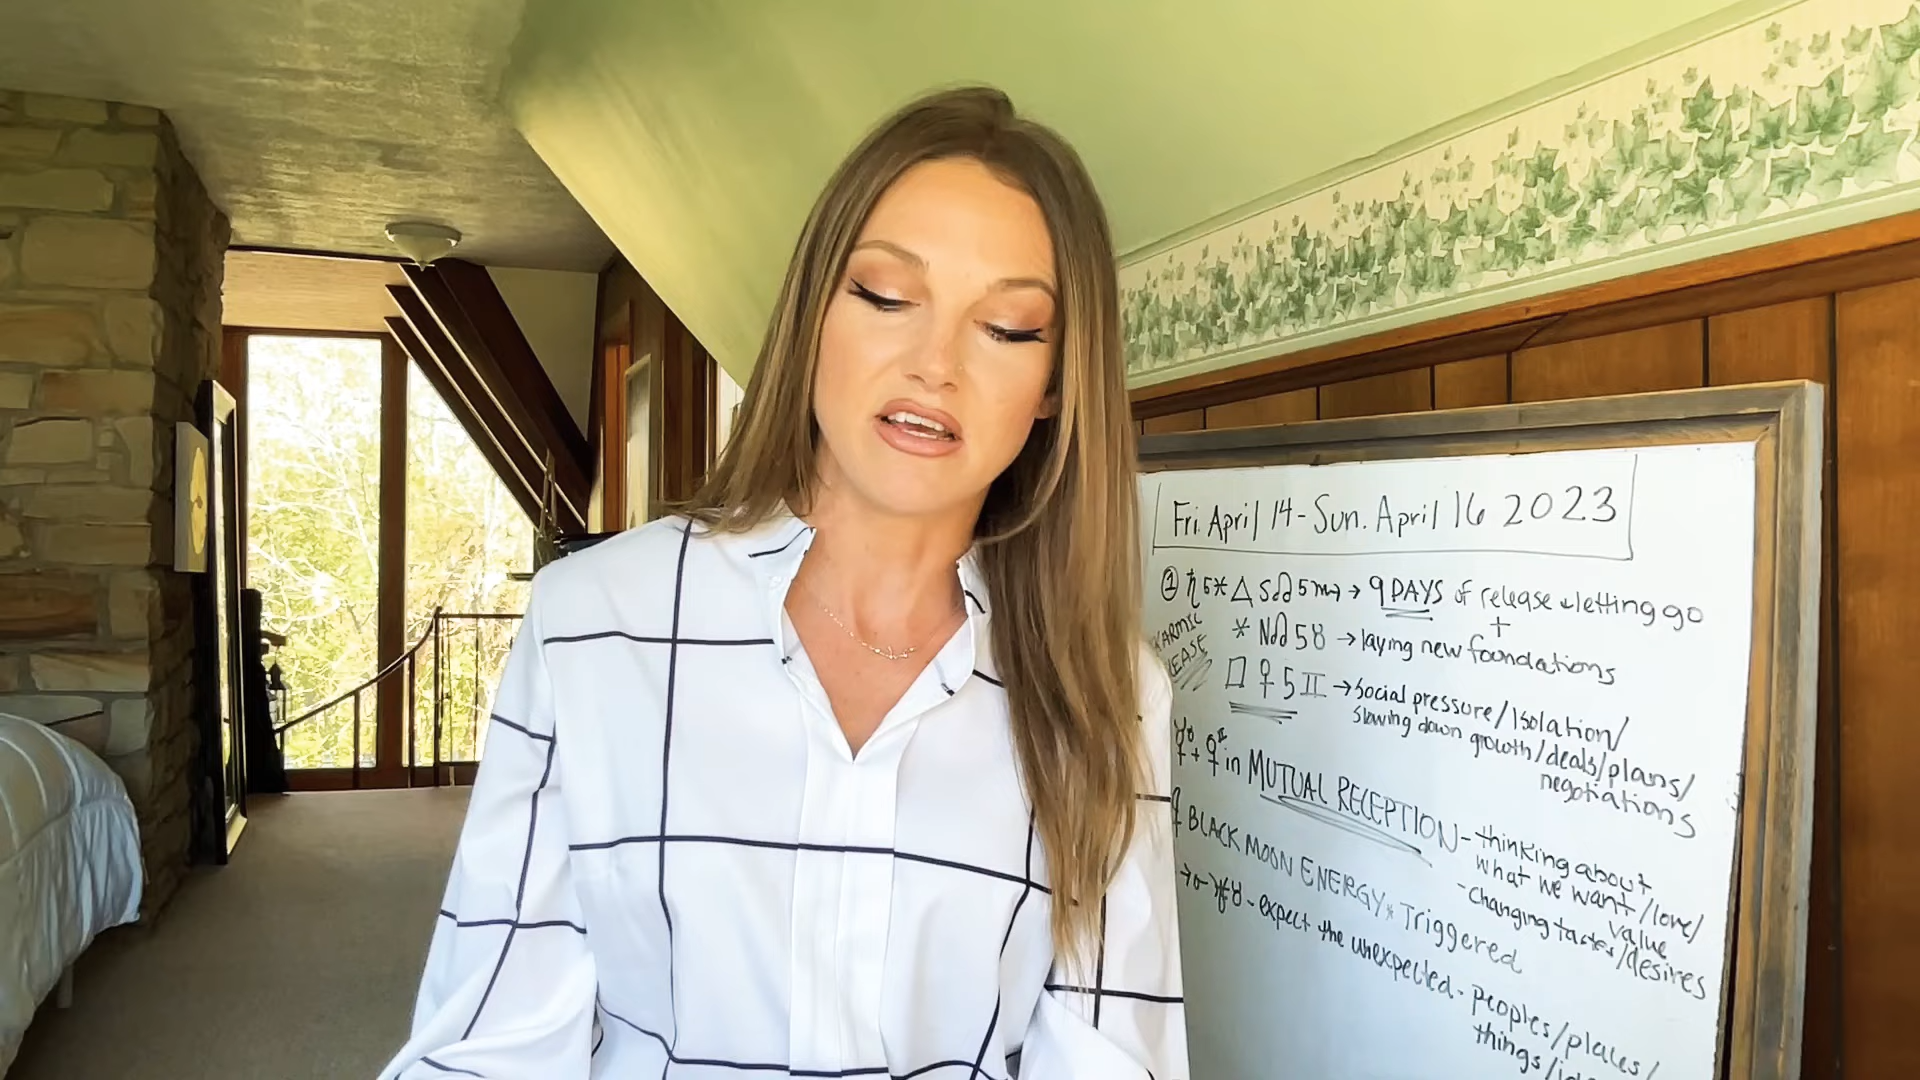 Fri. April 14 - Sun. April 16 2023
① ♄ 5° ⚹ △ S☊ 5 ♏ → 9 DAYS of release & letting go
+
KARMIC
⚹ N☊ 5 ♉ → laying new foundations
□ ♀ 5 ♊ → social pressure/isolation/
slowing down growth/deals/plans/
negotiations
+ ♀ in MUTUAL RECEPTION - thinking about
what we want/love/
value
- changing tastes/desires
BLACK MOON ENERGY * Triggered
expect the unexpected - peoples/places/
things/